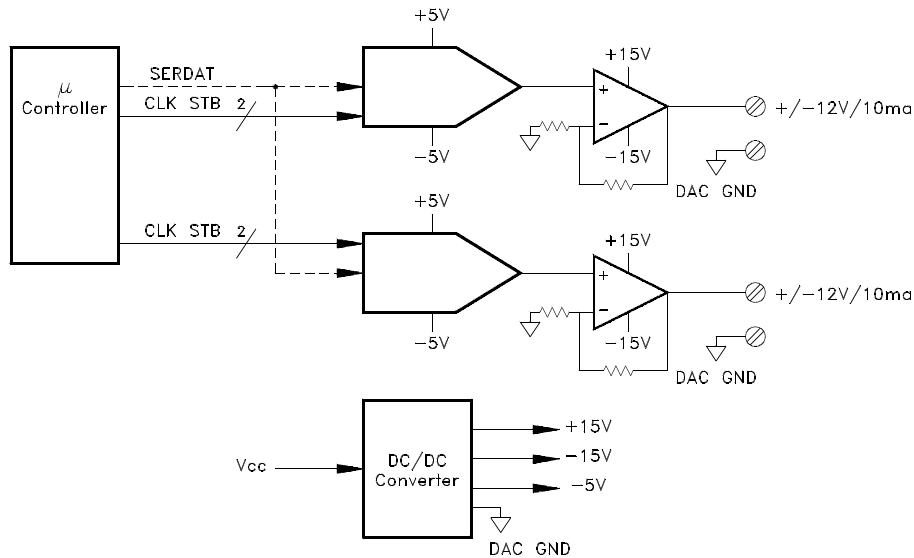 +5V
+15V
μ
Controller
SERDAT
CLK STB 2
+
−
+/−12V/10ma
−5V
−15V
DAC GND
+5V
+15V
CLK STB 2
+
−
+/−12V/10ma
−5V
−15V
DAC GND
Vcc
DC/DC
Converter
+15V
−15V
−5V
DAC GND